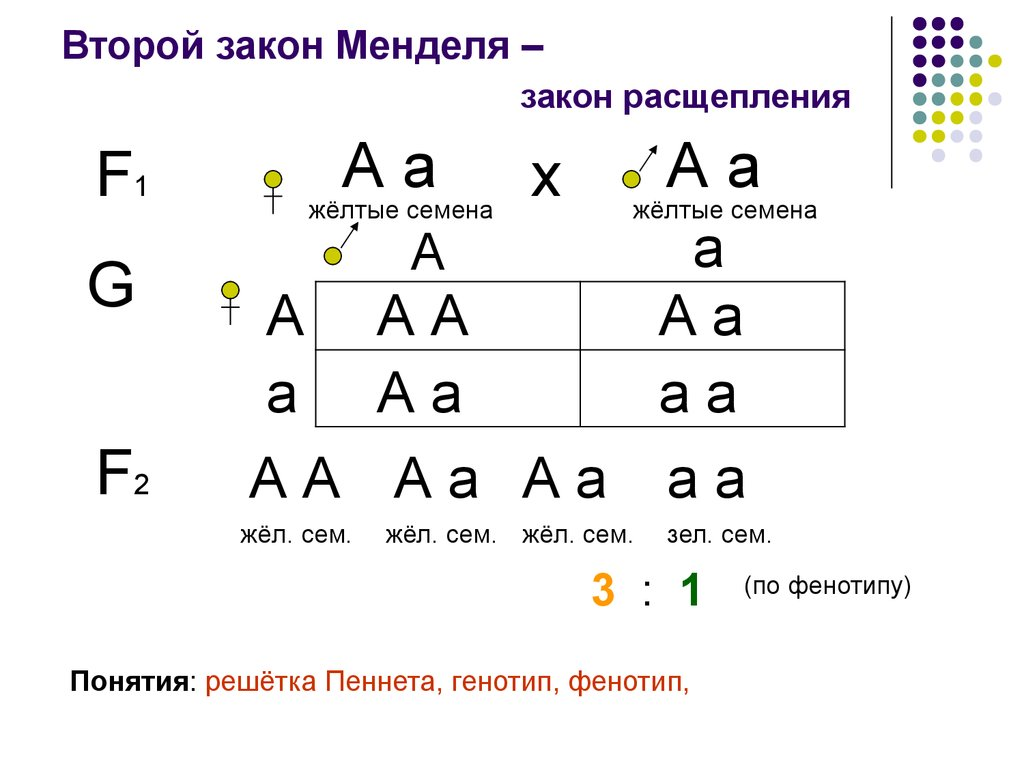 Второй закон Менделя –
закон расщепления
F1 А а х А а
жёлтые семена жёлтые семена
G А а
А А А А а
а А а а а
F2 А А А а А а а а
жёл. сем. жёл. сем. жёл. сем. зел. сем.
3 : 1 (по фенотипу)
Понятия: решётка Пеннета, генотип, фенотип,